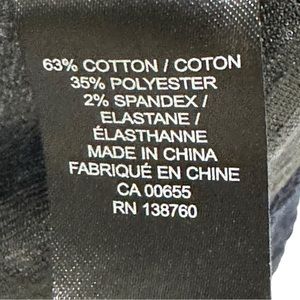 63% COTTON / COTON
35% POLYESTER
2% SPANDEX /
ELASTANE /
ÉLASTHANNE
MADE IN CHINA
FABRIQUÉ EN CHINE
CA 00655
RN 138760